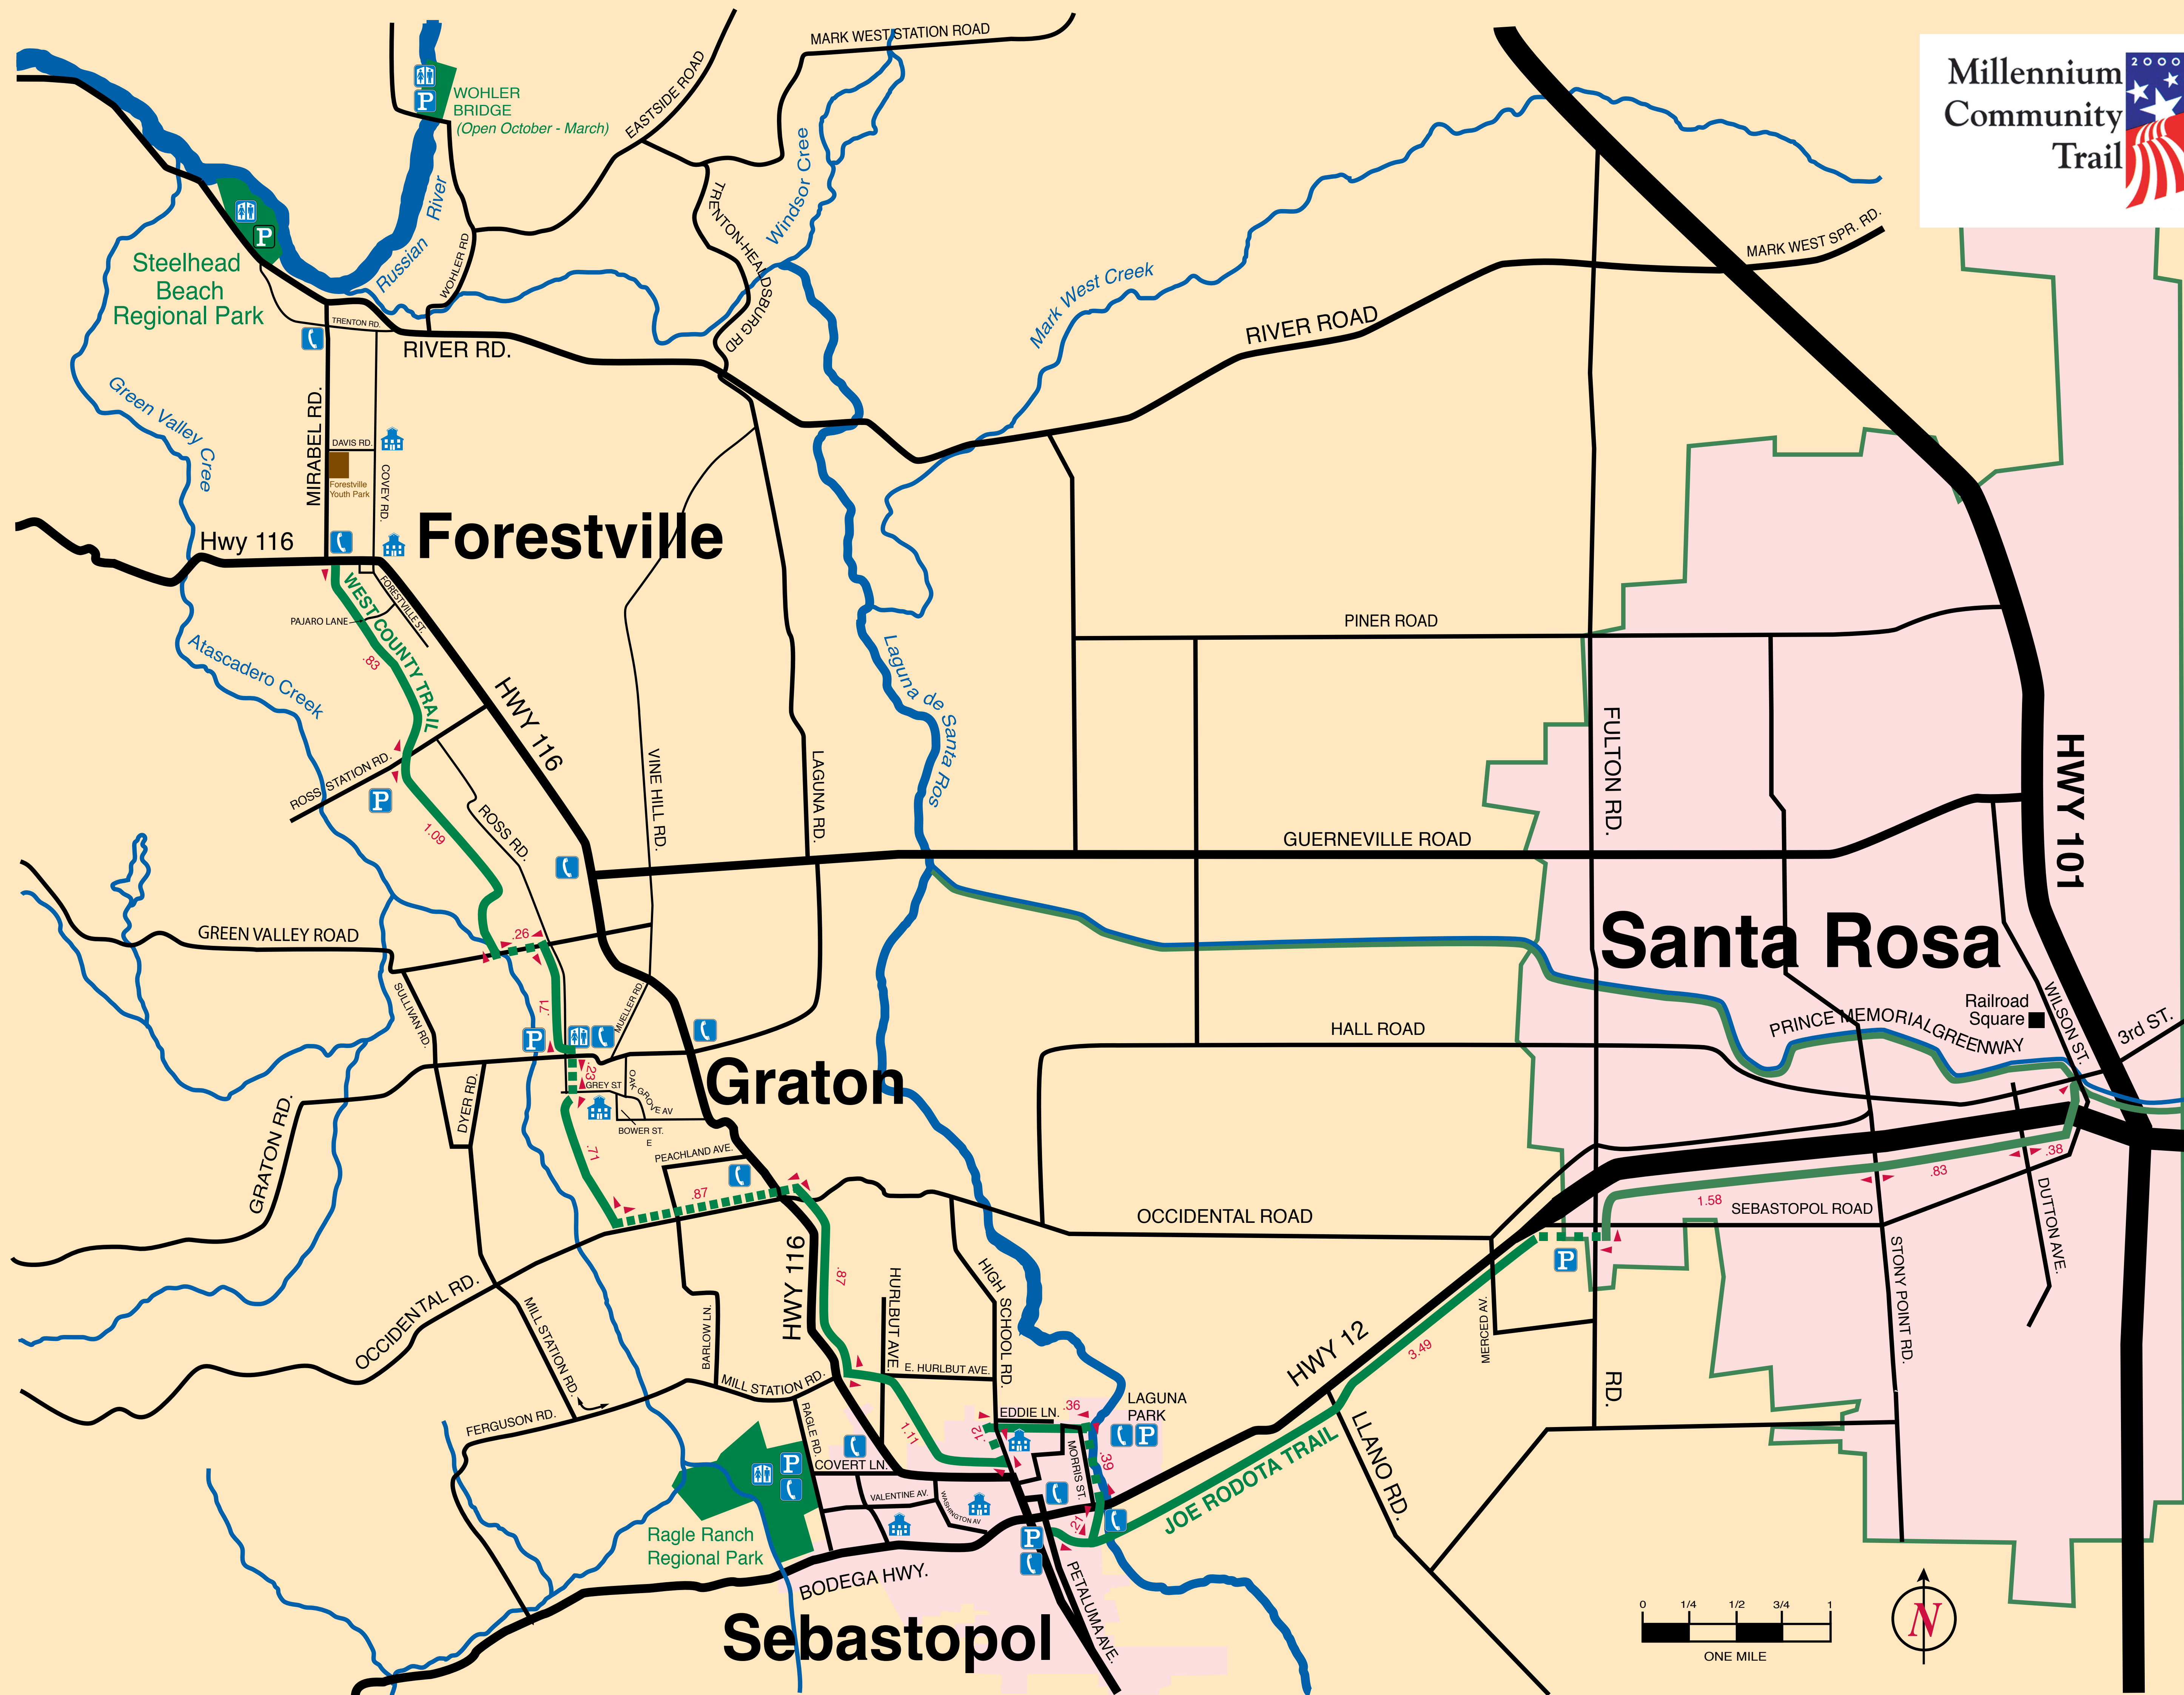 MARK WEST STATION ROAD
2000
Millennium
Community
Trail
WOHLER
BRIDGE
(Open October - March)
P
EASTSIDE ROAD
Windsor Cree
TRENTON-HEALDSBURG RD
Russian
River
WOHLER RD
P
Steelhead
Beach
Regional Park
MARK WEST SPR. RD.
Mark West Creek
RIVER ROAD
TRENTON RD.
RIVER RD.
Green Valley
Cree
MIRABEL RD.
DAVIS RD.
Forestville
Youth Park
COVEY RD.
Forestville
Hwy 116
WEST COUNTY TRAIL
FORESTVILLE ST.
PAJARO LANE
.83
Atascadero Creek
HWY 116
PINER ROAD
Laguna
de Santa
Ros
FULTON RD.
HWY 101
ROSS STATION RD.
P
1.09
ROSS RD.
VINE HILL RD.
LAGUNA RD.
GUERNEVILLE ROAD
Santa Rosa
GREEN VALLEY ROAD
.26
SULLIVAN RD.
.71
MUELLER RD.
P
Railroad
Square
WILSON ST.
3rd ST.
PRINCE MEMORIAL GREENWAY
HALL ROAD
Graton
.23
GREY ST
OAK GROVE AV
BOWER ST.
E
DYER RD.
GRATON RD.
.71
PEACHLAND AVE.
.87
OCCIDENTAL ROAD
.38
.83
1.58
SEBASTOPOL ROAD
DUTTON AVE.
STONY POINT RD.
P
HWY 116
.87
HURLBUT AVE.
HIGH
SCHOOL RD.
OCCIDENTAL RD.
MILL STATION RD.
BARLOW LN.
MERCED AV.
HWY 12
3.49
RD.
E. HURLBUT AVE.
MILL STATION RD.
FERGUSON RD.
RAGLE RD.
1.11
EDDIE LN.
.36
.12
LAGUNA
PARK
P
MORRIS ST.
.39
LLANO RD.
JOE RODOTA TRAIL
COVERT LN.
P
VALENTINE AV.
WASHINGTON AV
.21
P
Ragle Ranch
Regional Park
BODEGA HWY.
PETALUMA AVE.
Sebastopol
0 1/4 1/2 3/4 1
ONE MILE
N